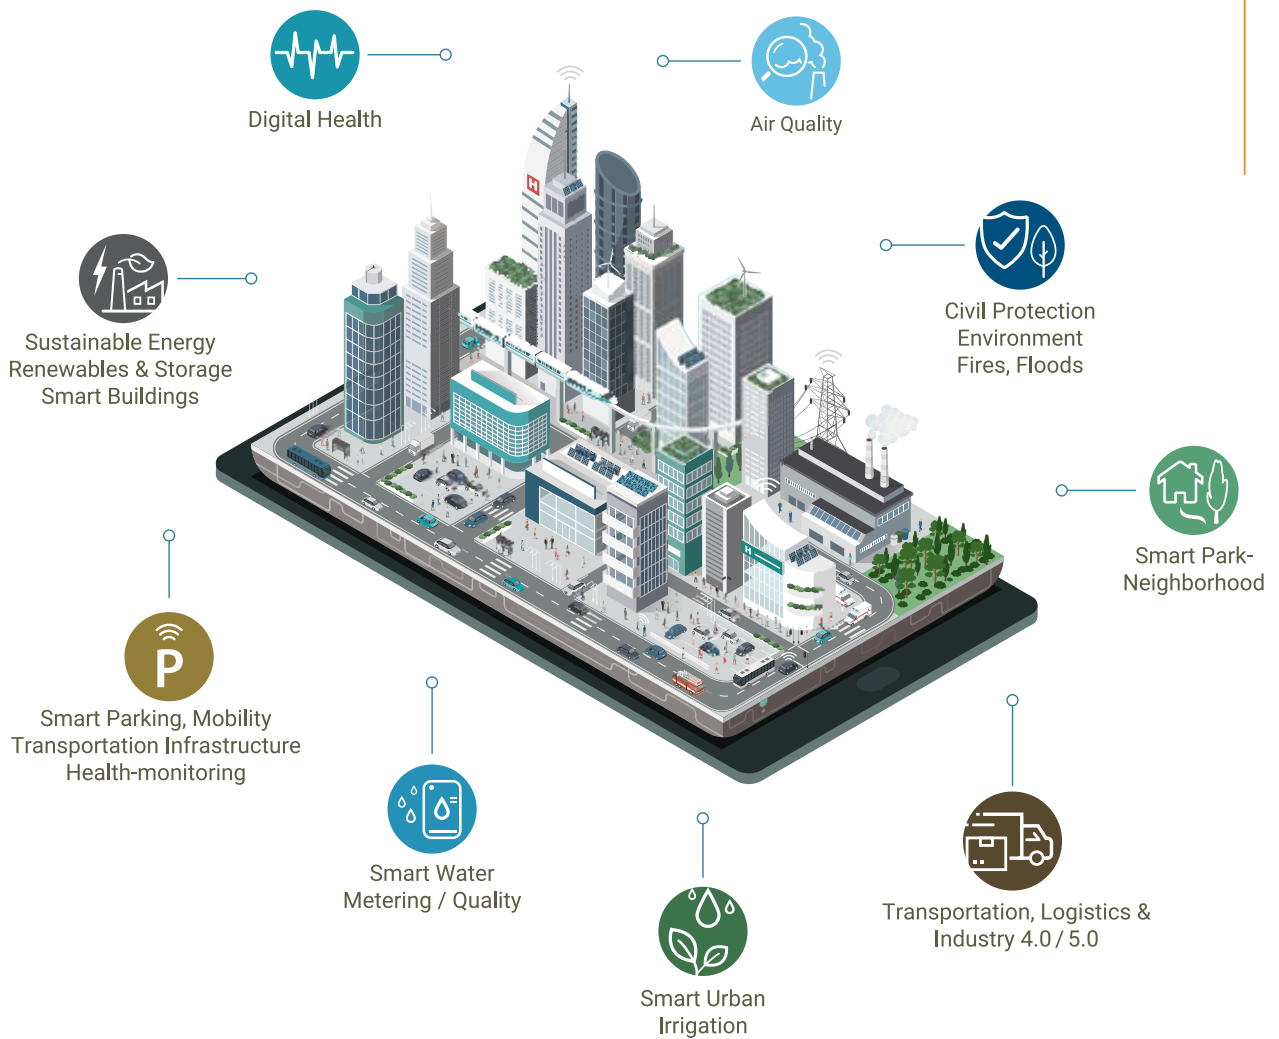 Digital Health
Air Quality
H
Civil Protection
Environment
Fires, Floods
Sustainable Energy
Renewables & Storage
Smart Buildings
Smart Park-
Neighborhood
H
P
Smart Parking, Mobility
Transportation Infrastructure
Health-monitoring
Smart Water
Metering / Quality
Transportation, Logistics &
Industry 4.0 / 5.0
Smart Urban
Irrigation